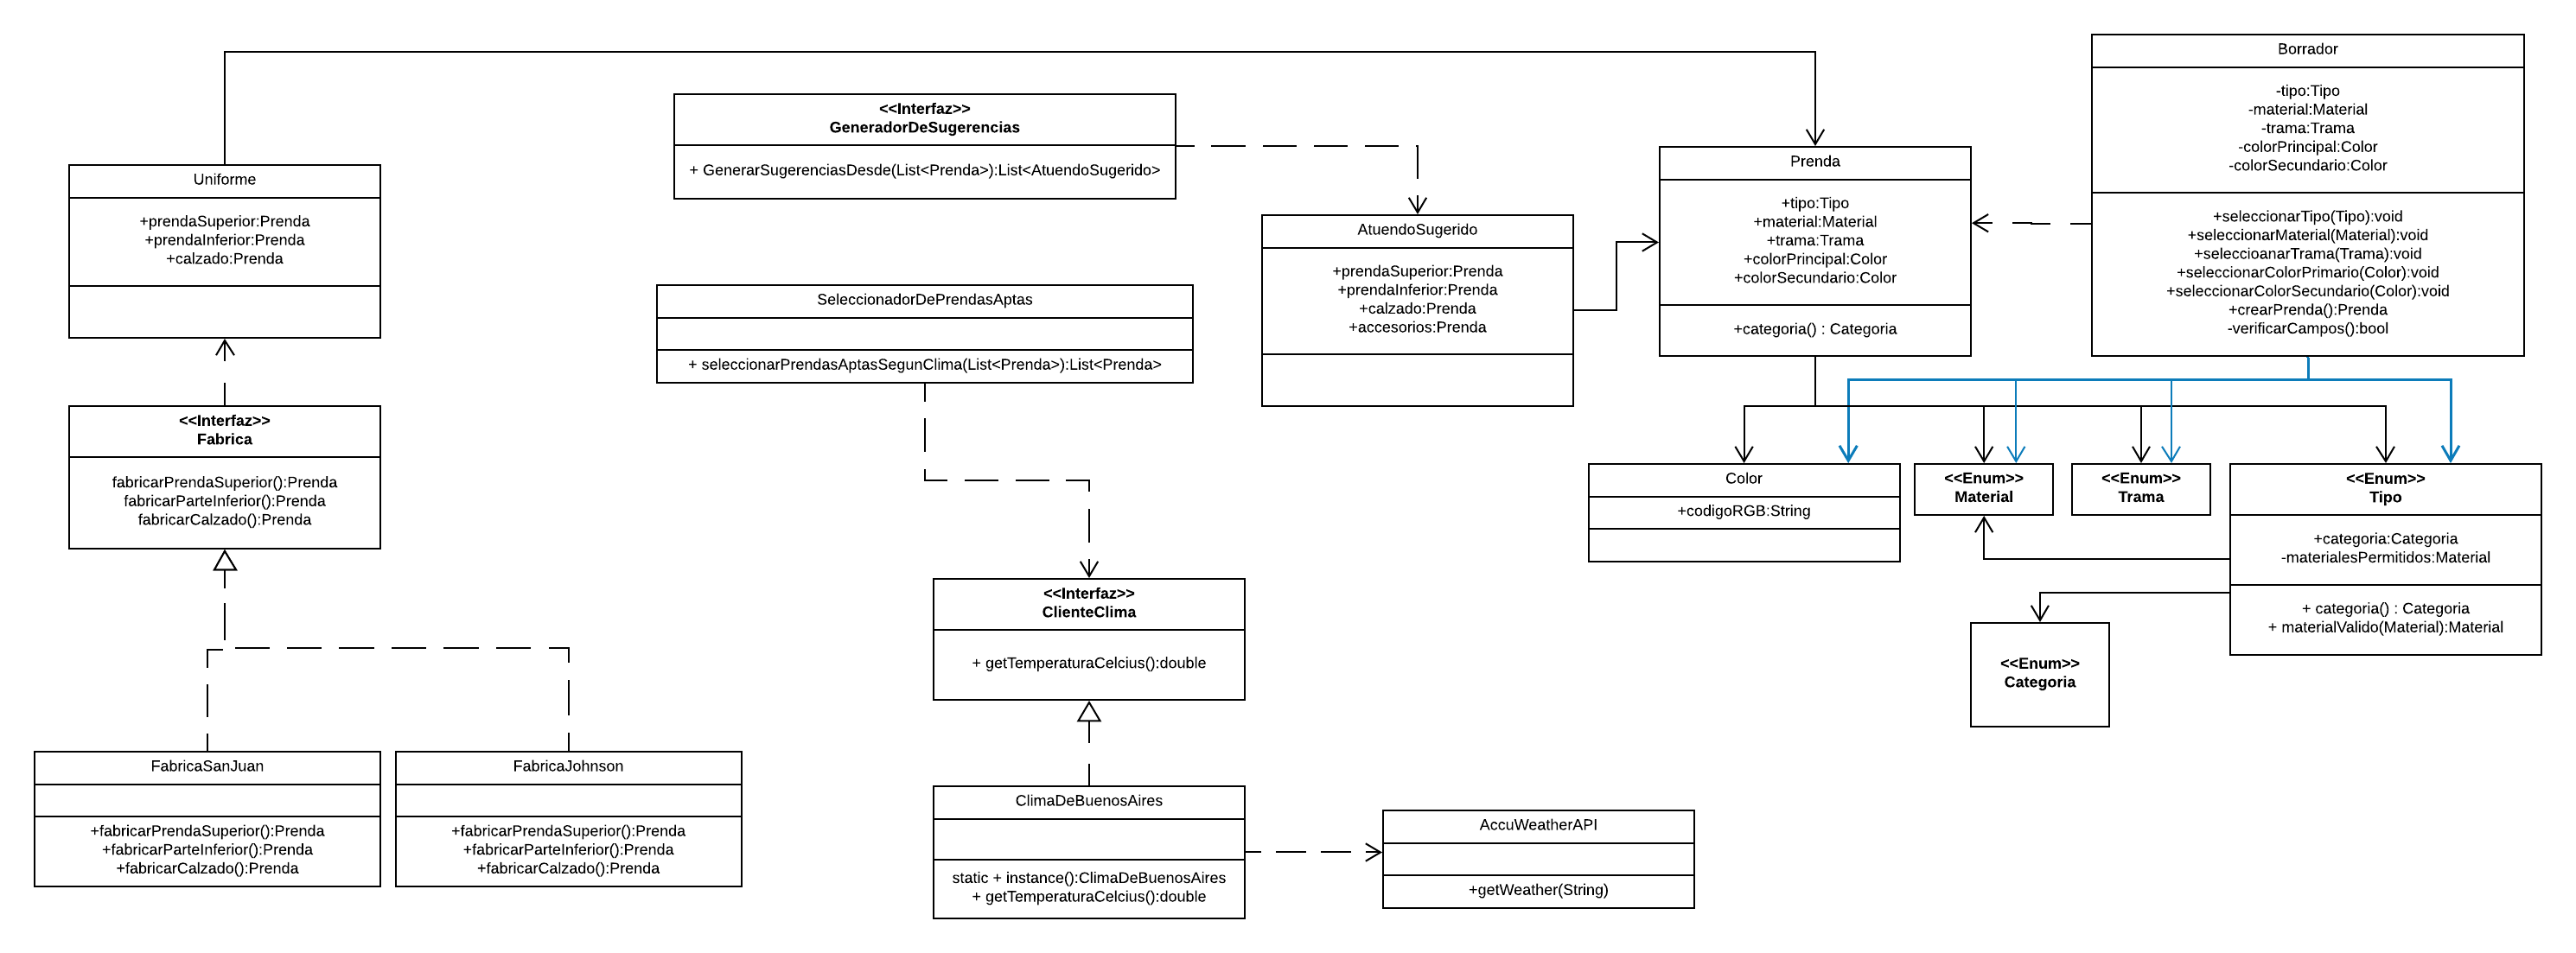 Uniforme
+prendaSuperior:Prenda
+prendaInferior:Prenda
+calzado:Prenda
<<Interfaz>>
Fabrica
fabricarPrendaSuperior():Prenda
fabricarParteInferior():Prenda
fabricarCalzado():Prenda
FabricaSanJuan
+fabricarPrendaSuperior():Prenda
+fabricarParteInferior():Prenda
+fabricarCalzado():Prenda
FabricaJohnson
+fabricarPrendaSuperior():Prenda
+fabricarParteInferior():Prenda
+fabricarCalzado():Prenda
<<Interfaz>>
GeneradorDeSugerencias
+ GenerarSugerenciasDesde(List<Prenda>):List<AtuendoSugerido>
SeleccionadorDePrendasAptas
+ seleccionarPrendasAptasSegunClima(List<Prenda>):List<Prenda>
<<Interfaz>>
ClienteClima
+ getTemperaturaCelcius():double
ClimaDeBuenosAires
static + instance():ClimaDeBuenosAires
+ getTemperaturaCelcius():double
AccuWeatherAPI
+getWeather(String)
AtuendoSugerido
+prendaSuperior:Prenda
+prendaInferior:Prenda
+calzado:Prenda
+accesorios:Prenda
Prenda
+tipo:Tipo
+material:Material
+trama:Trama
+colorPrincipal:Color
+colorSecundario:Color
+categoria() : Categoria
Borrador
-tipo:Tipo
-material:Material
-trama:Trama
-colorPrincipal:Color
-colorSecundario:Color
+seleccionarTipo(Tipo):void
+seleccionarMaterial(Material):void
+seleccioanarTrama(Trama):void
+seleccionarColorPrimario(Color):void
+seleccionarColorSecundario(Color):void
+crearPrenda():Prenda
-verificarCampos():bool
Color
+codigoRGB:String
<<Enum>>
Material
<<Enum>>
Trama
<<Enum>>
Tipo
+categoria:Categoria
-materialesPermitidos:Material
+ categoria() : Categoria
+ materialValido(Material):Material
<<Enum>>
Categoria